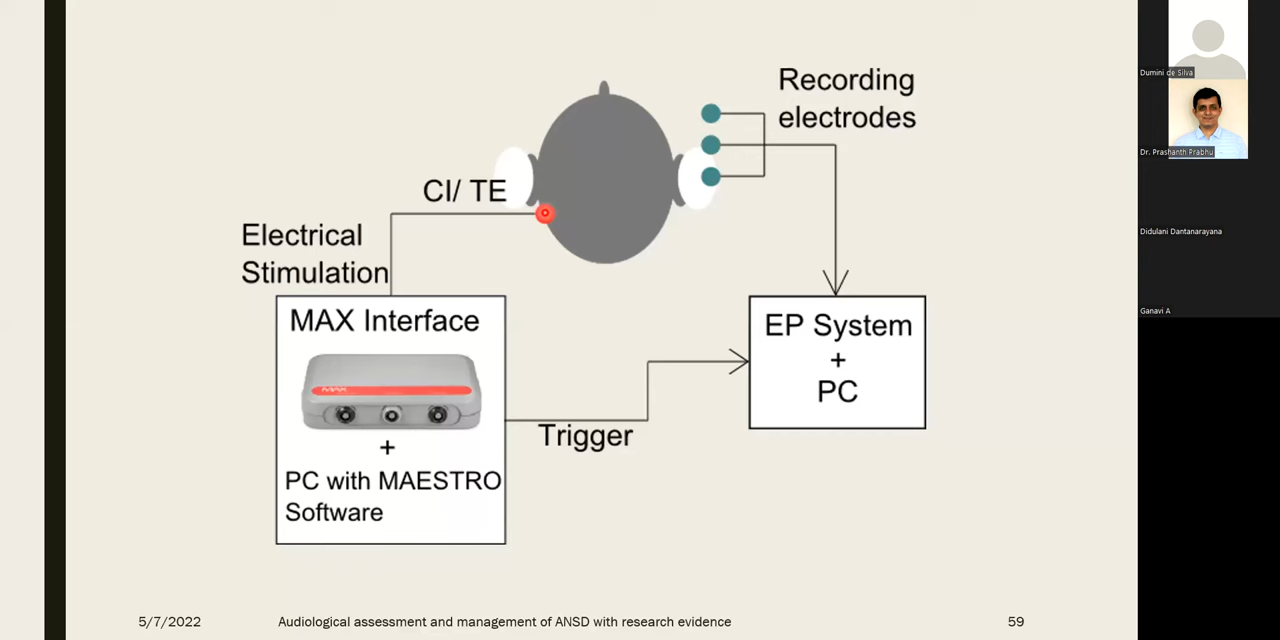 Recording
electrodes
CI/ TE
Electrical
Stimulation
MAX Interface
MAX
+
PC with MAESTRO
Software
Trigger
EP System
+
PC
5/7/2022
Audiological assessment and management of ANSD with research evidence
59
Dumini de Silva
Dr. Prashanth Prabhu
Didulani Dantanarayana
Ganavi A